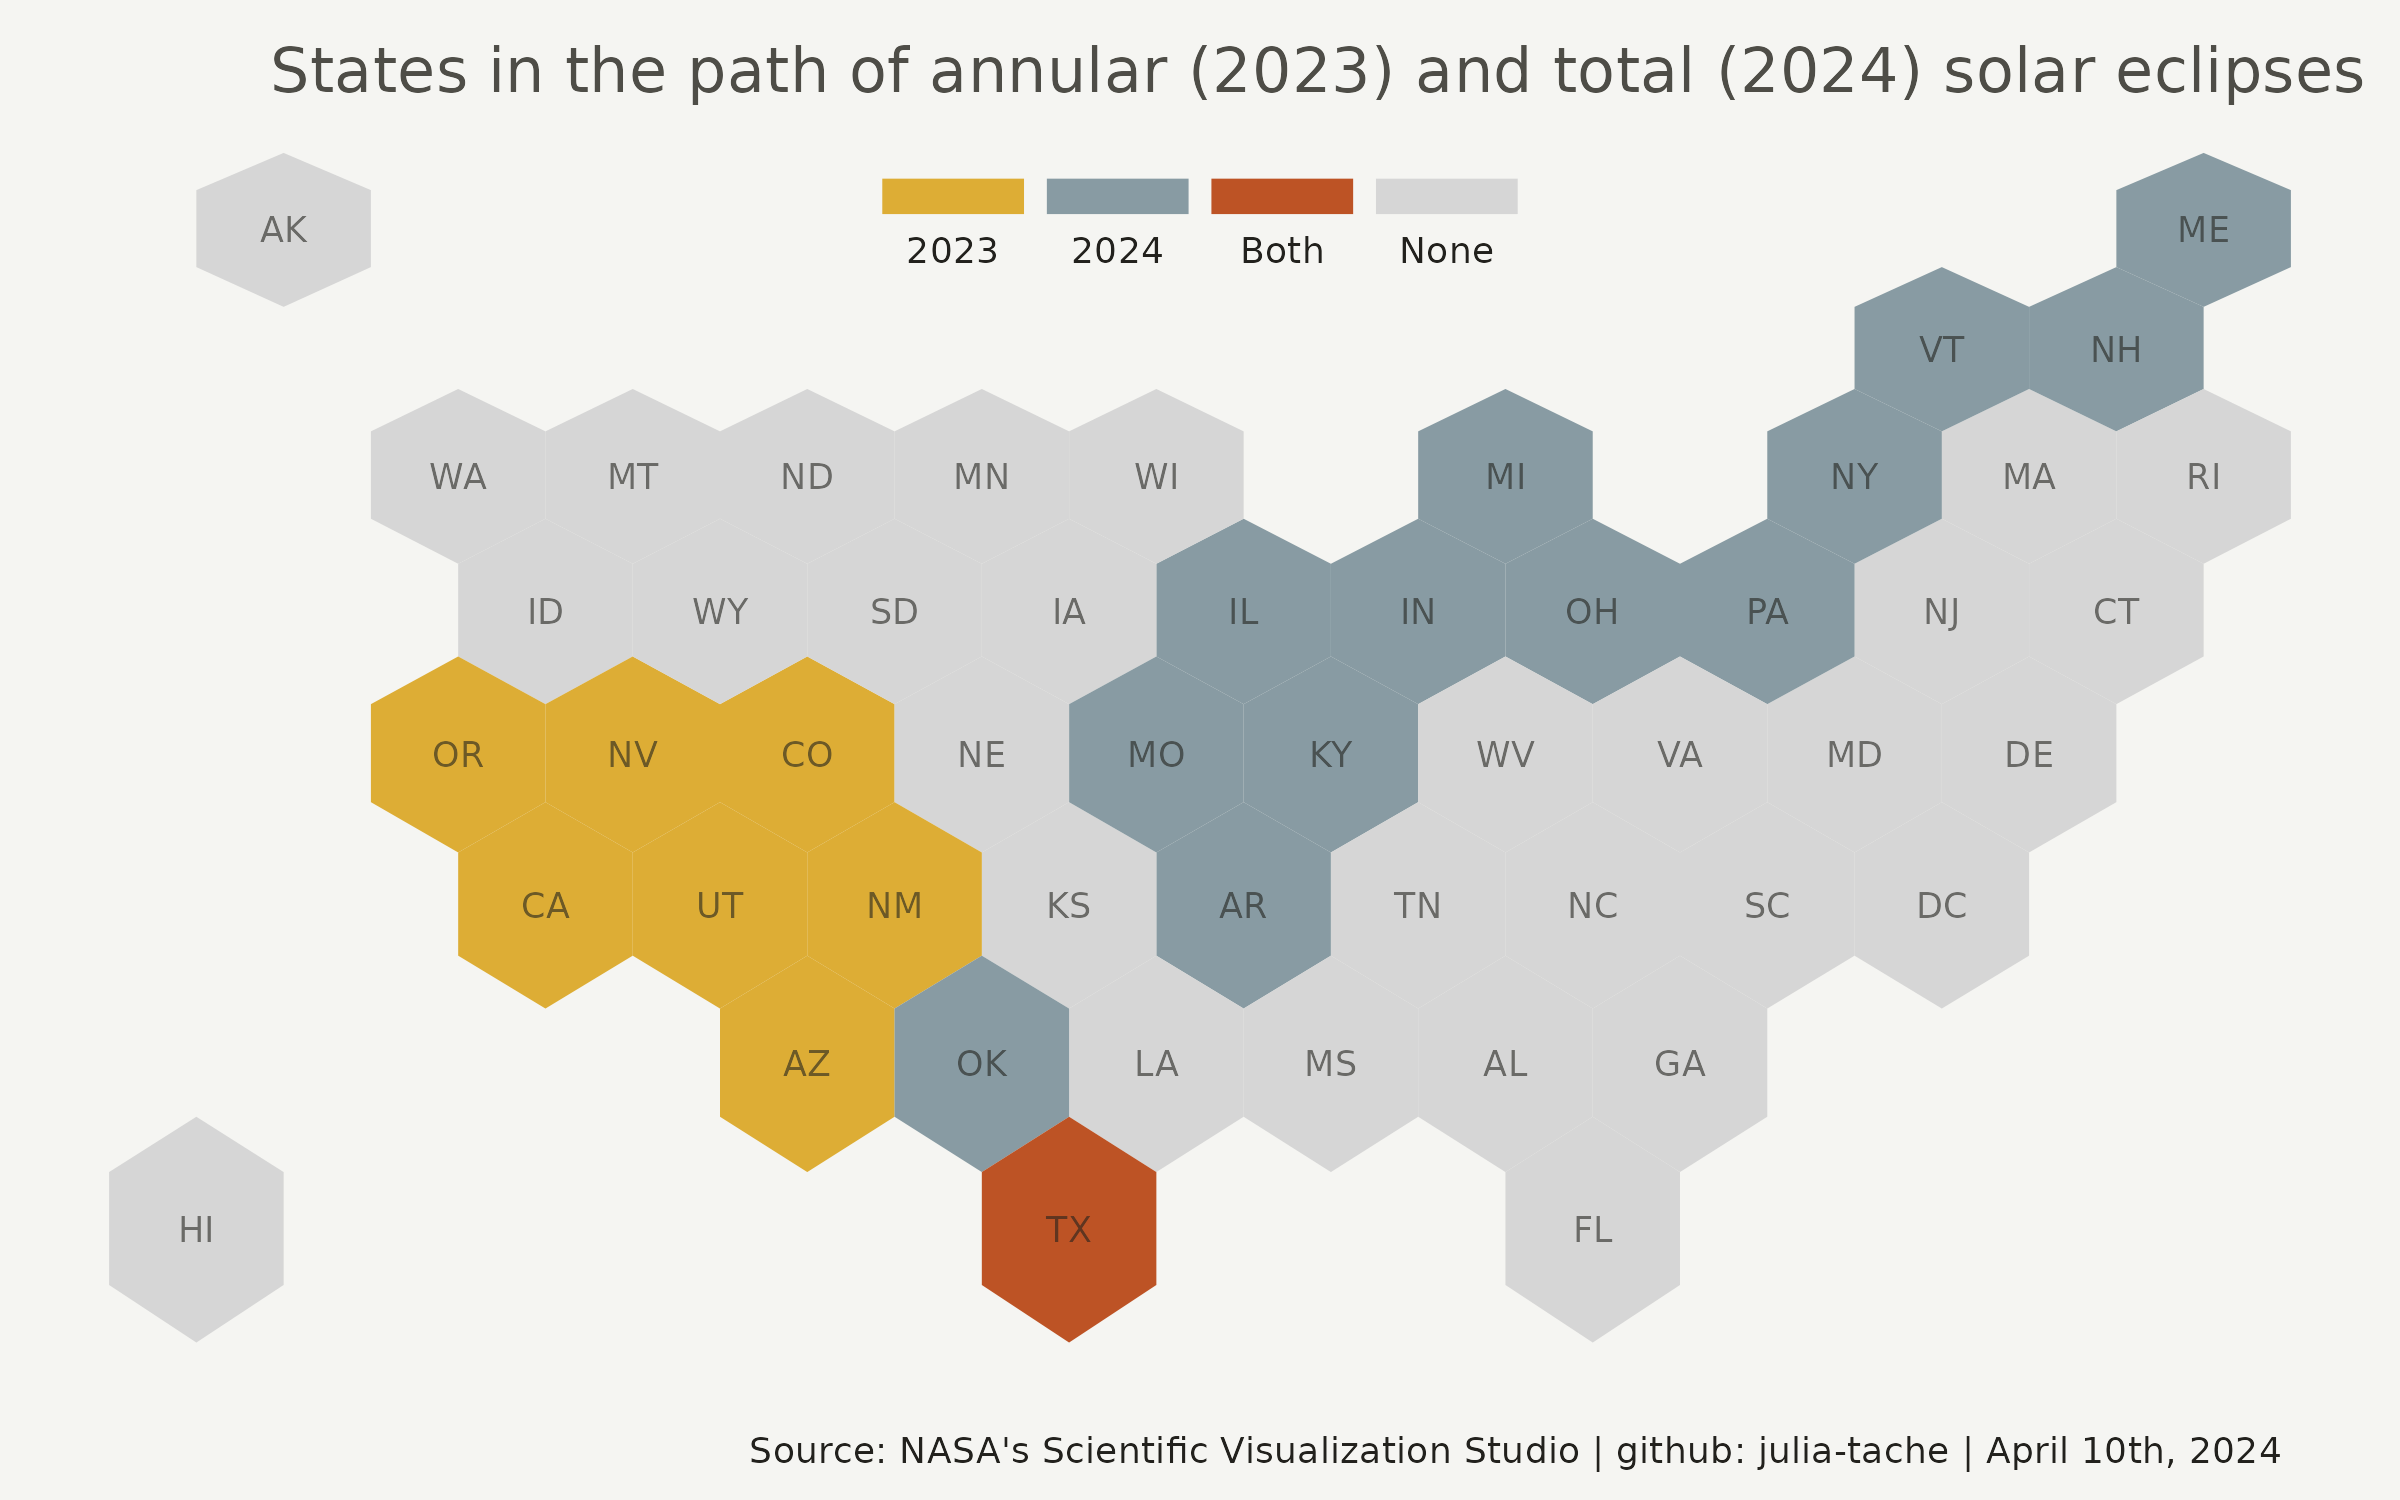 States in the path of annular (2023) and total (2024) solar eclipses
2023 2024 Both None
AK ME
VT NH
WA MT ND MN WI MI NY MA RI
ID WY SD IA IL IN OH PA NJ CT
OR NV CO NE MO KY WV VA MD DE
CA UT NM KS AR TN NC SC DC
AZ OK LA MS AL GA
HI TX FL
Source: NASA's Scientific Visualization Studio | github: julia-tache | April 10th, 2024